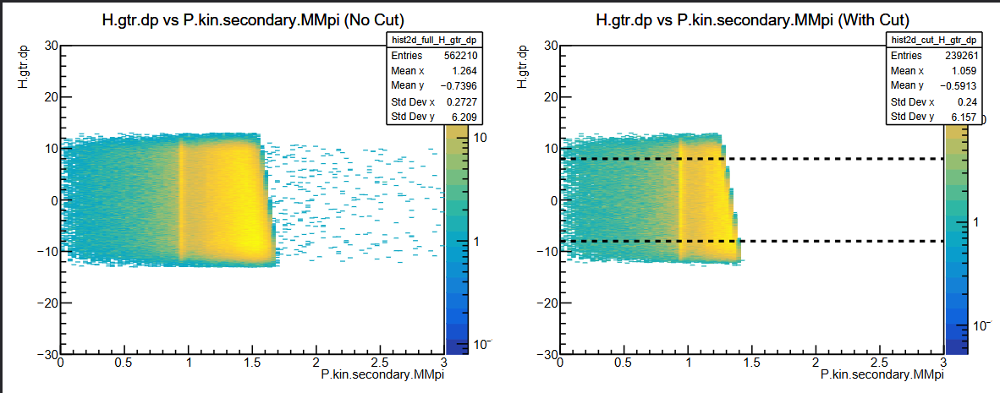 H.gtr.dp vs P.kin.secondary.MMpi (No Cut)
H.gtr.dp
hist2d_full_H_gtr_dp
Entries 562210
Mean x 1.264
Mean y −0.7396
Std Dev x 0.2727
Std Dev y 6.209
30
20
10
0
−10
−20
−30
0 0.5 1 1.5 2 2.5 3
P.kin.secondary.MMpi
10
1
H.gtr.dp vs P.kin.secondary.MMpi (With Cut)
H.gtr.dp
hist2d_cut_H_gtr_dp
Entries 239261
Mean x 1.059
Mean y −0.5913
Std Dev x 0.24
Std Dev y 6.157
30
20
10
0
−10
−20
−30
0 0.5 1 1.5 2 2.5 3
P.kin.secondary.MMpi
1